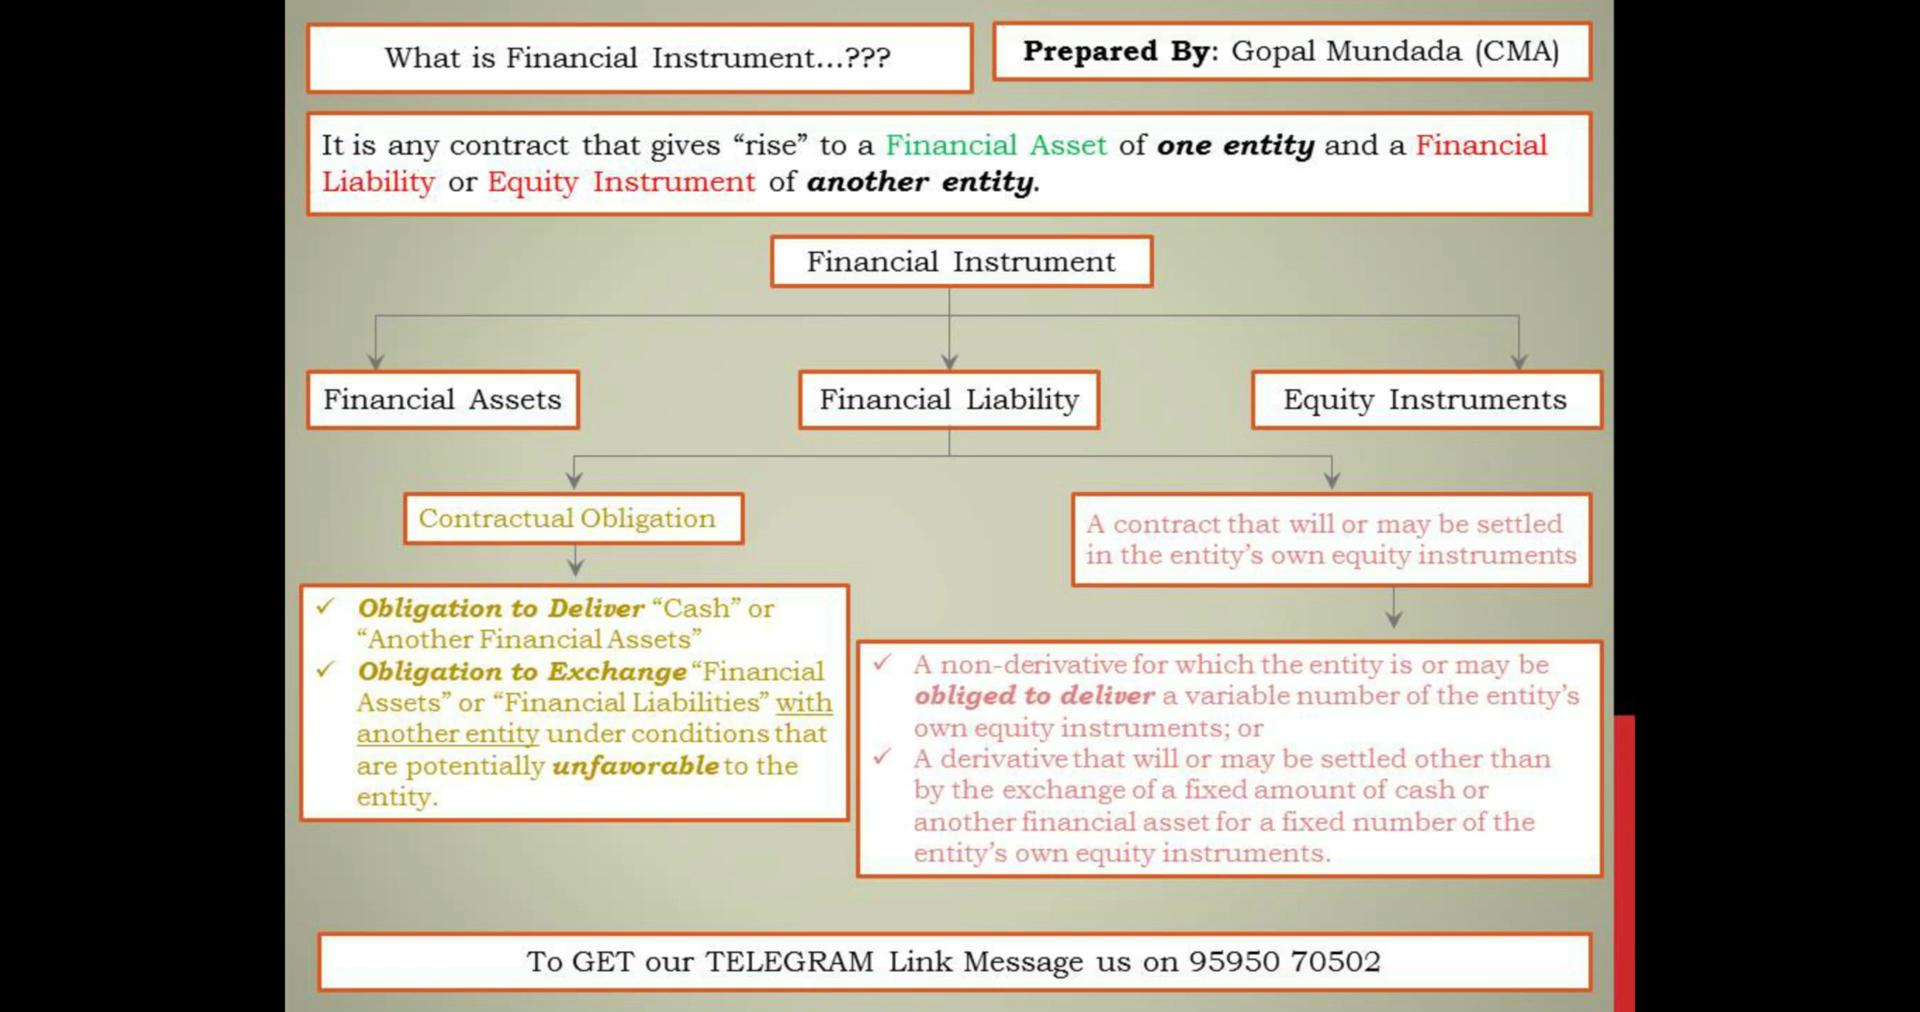 What is Financial Instrument...???
Prepared By: Gopal Mundada (CMA)
It is any contract that gives “rise” to a Financial Asset of one entity and a Financial
Liability or Equity Instrument of another entity.
Financial Instrument
Financial Assets
Financial Liability
Equity Instruments
Contractual Obligation
A contract that will or may be settled
in the entity’s own equity instruments
✓ Obligation to Deliver “Cash” or
“Another Financial Assets”
✓ Obligation to Exchange “Financial
Assets” or “Financial Liabilities” with
another entity under conditions that
are potentially unfavorable to the
entity.
✓ A non-derivative for which the entity is or may be
obliged to deliver a variable number of the entity’s
own equity instruments; or
✓ A derivative that will or may be settled other than
by the exchange of a fixed amount of cash or
another financial asset for a fixed number of the
entity’s own equity instruments.
To GET our TELEGRAM Link Message us on 95950 70502